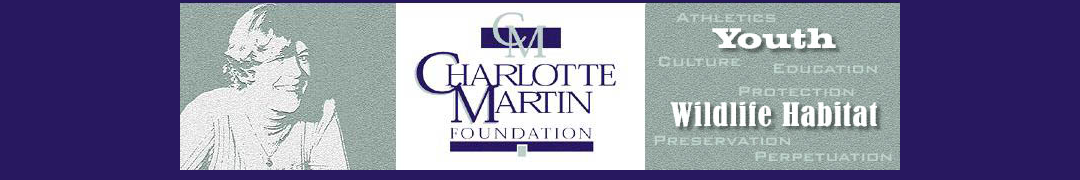 CM
CHARLOTTE
MARTIN
FOUNDATION
ATHLETICS
Youth
CULTURE
EDUCATION
PROTECTION
Wildlife Habitat
PRESERVATION
PERPETUATION